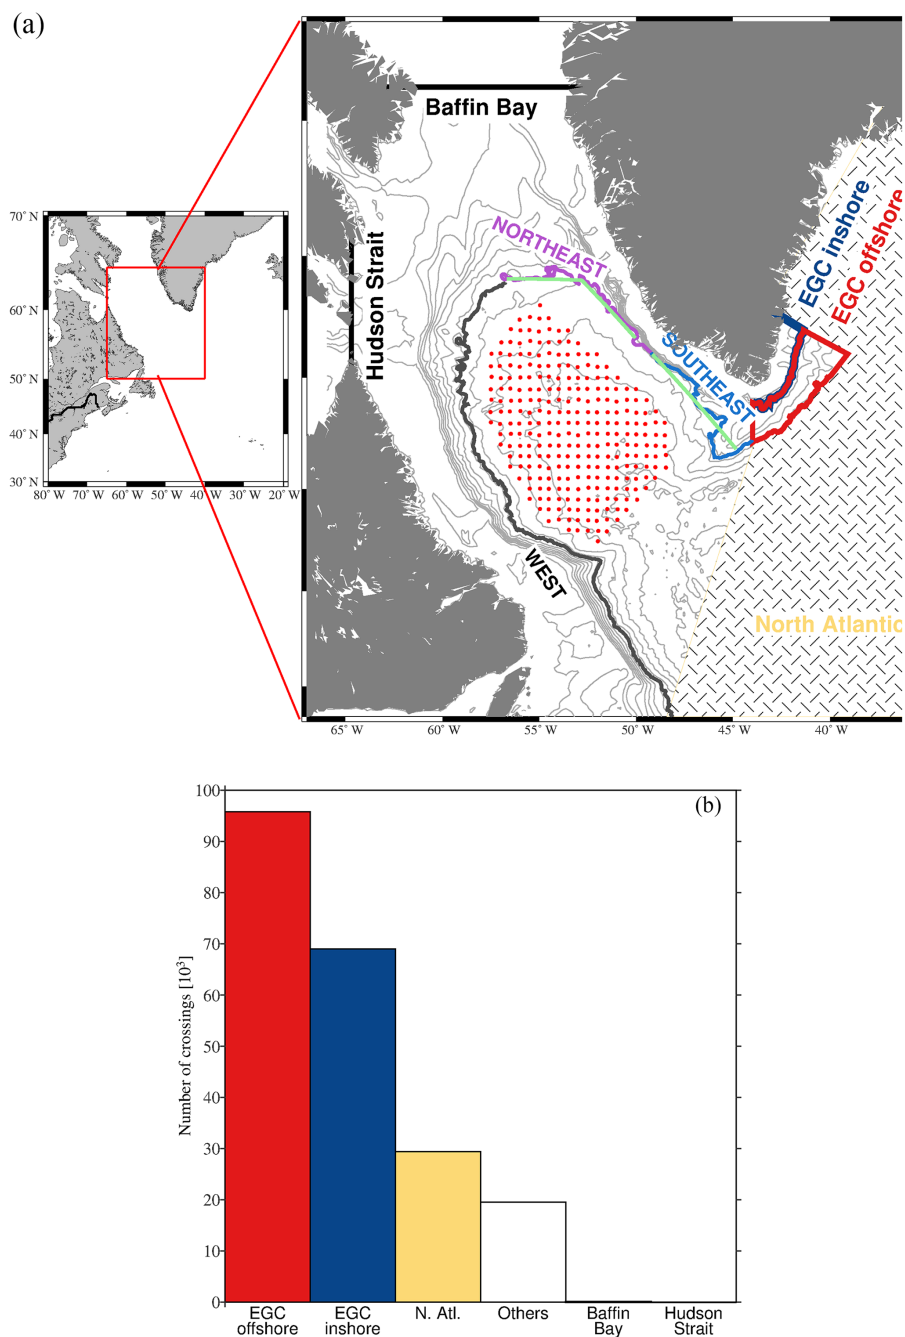 (a)
Baffin Bay
Hudson Strait
NORTHEAST
SOUTHEAST
WEST
EGC inshore
EGC offshore
North Atlantic
70° N
60° N
50° N
40° N
30° N
80° W 70° W 60° W 50° W 40° W 30° W 20° W
65° W 60° W 55° W 50° W 45° W 40° W
(b)
Number of crossings [10³]
100
90
80
70
60
50
40
30
20
10
0
EGC offshore
EGC inshore
N. Atl.
Others
Baffin Bay
Hudson Strait